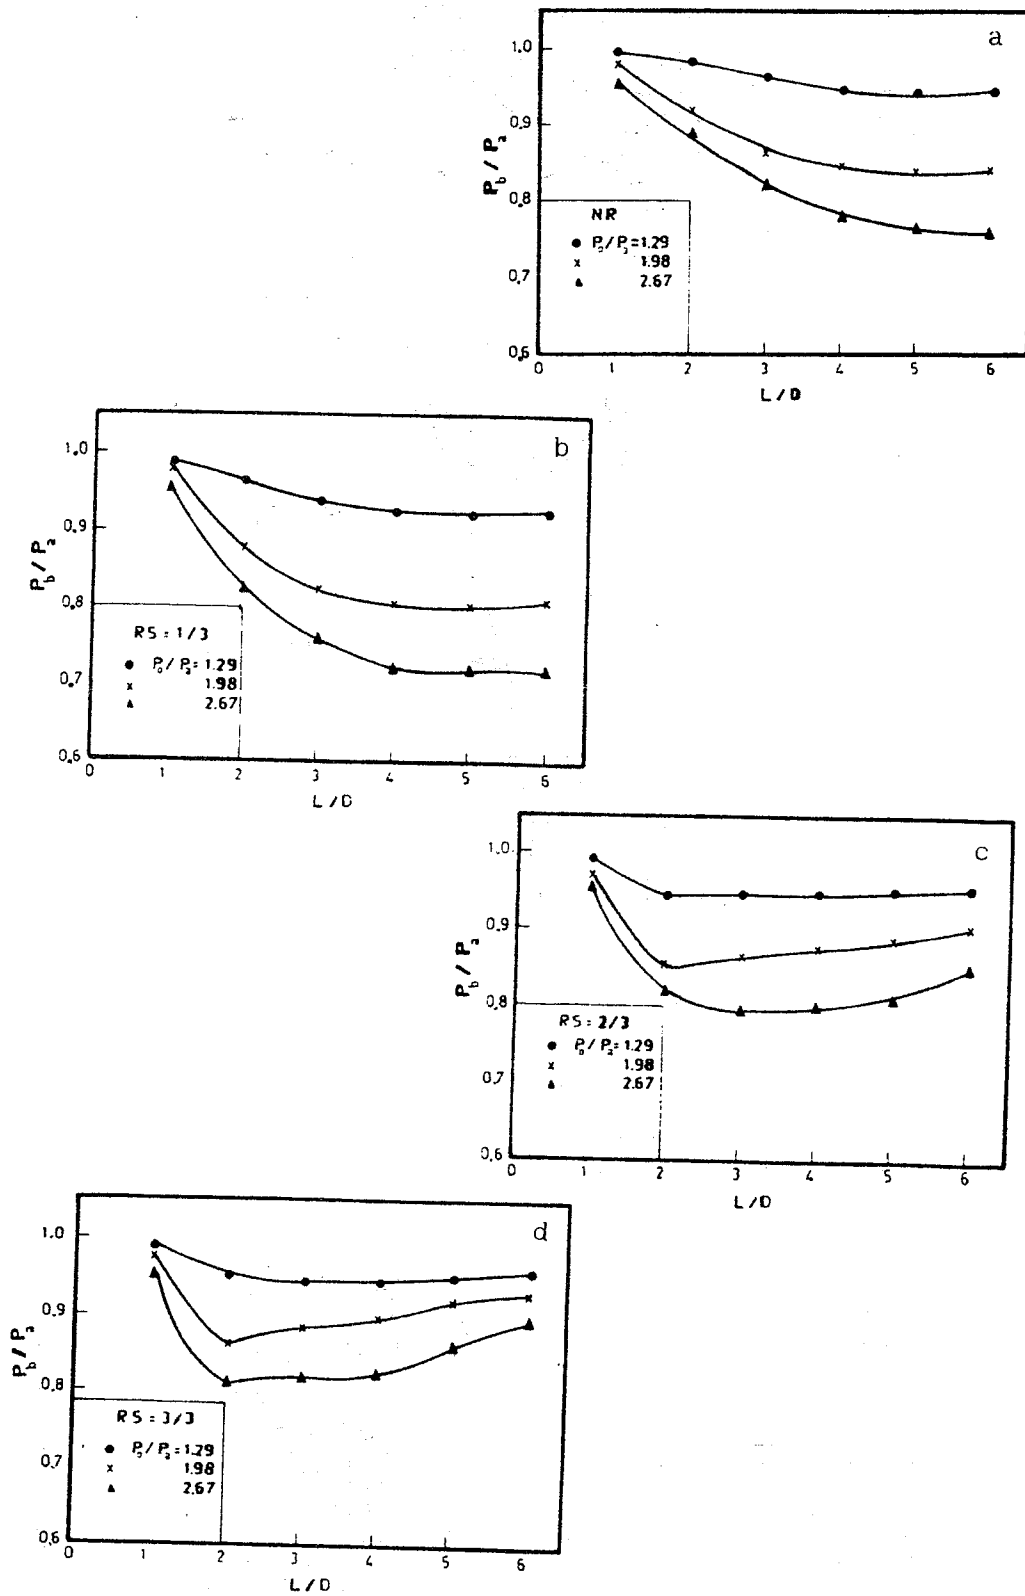 a
1.0
0.9
0.8
0.7
0.6
P_b / P_a
NR
● P_o / P_a = 1.29
× 1.98
▲ 2.67
0 1 2 3 4 5 6
L / D
b
1.0
0.9
0.8
0.7
0.6
P_b / P_a
RS = 1/3
● P_o / P_a = 1.29
× 1.98
▲ 2.67
0 1 2 3 4 5 6
L / D
c
1.0
0.9
0.8
0.7
0.6
P_b / P_a
RS = 2/3
● P_o / P_a = 1.29
× 1.98
▲ 2.67
0 1 2 3 4 5 6
L / D
d
1.0
0.9
0.8
0.7
0.6
P_b / P_a
RS = 3/3
● P_o / P_a = 1.29
× 1.98
▲ 2.67
0 1 2 3 4 5 6
L / D